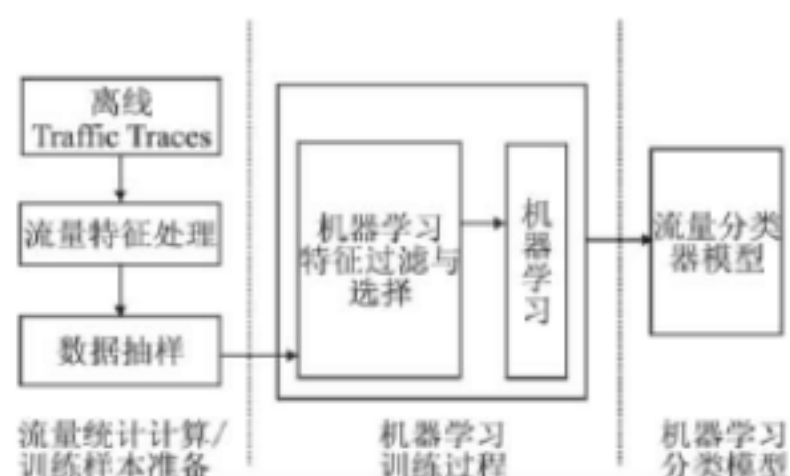 离线
Traffic Traces
流量特征处理
数据抽样
流量统计计算/
训练样本准备
机器学习
特征过滤与
选择
机
器
学
习
机器学习
训练过程
流量分类
器模型
机器学习
分类模型